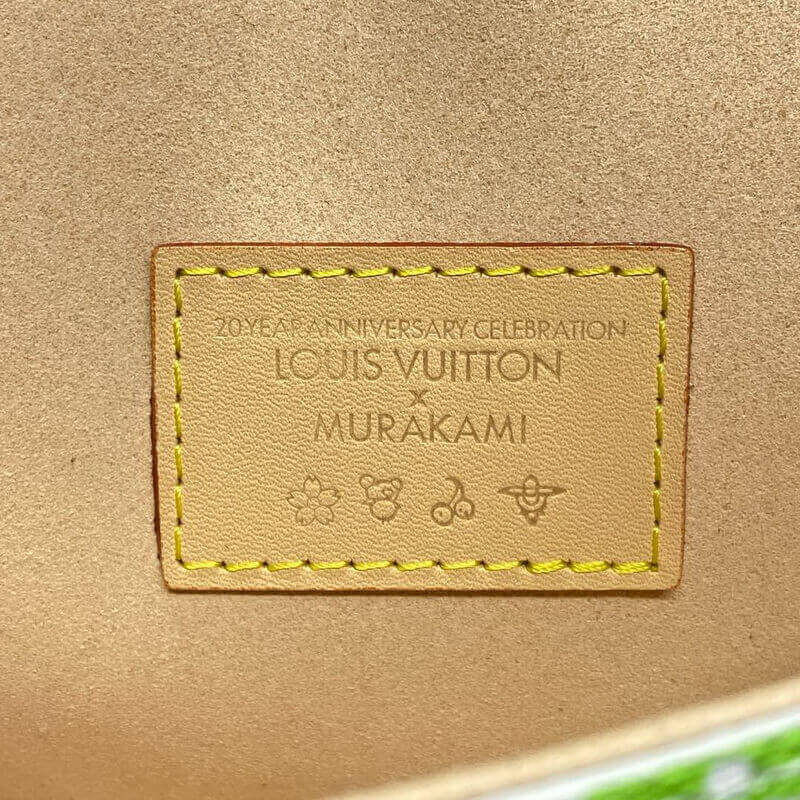 20 YEAR ANNIVERSARY CELEBRATION
LOUIS VUITTON
x
MURAKAMI